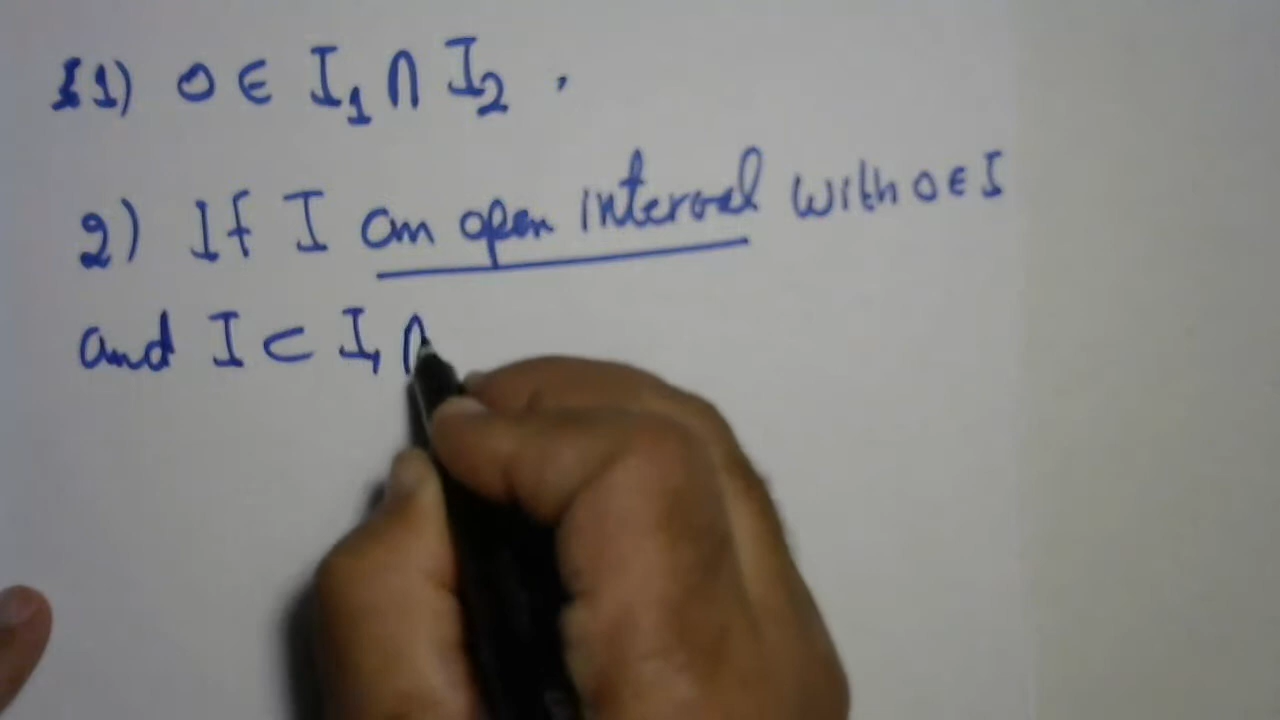 1) 0 ∈ I₁ ∩ I₂ .
2) If I an open interval with 0 ∈ I
and I ⊂ I₁ ∩